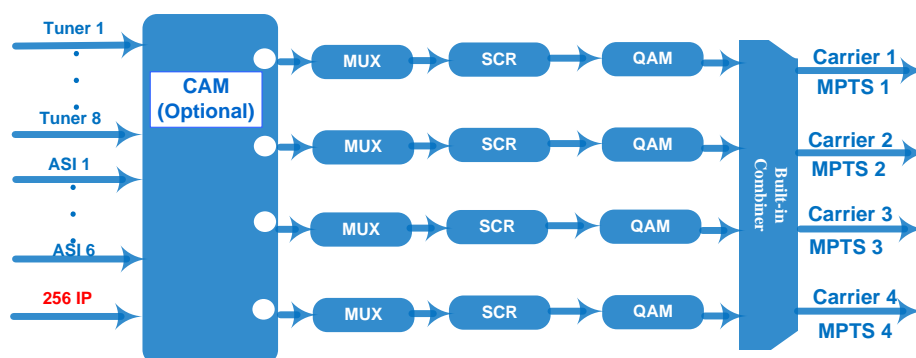 Tuner 1
Tuner 8
ASI 1
ASI 6
256 IP
CAM
(Optional)
MUX
SCR
QAM
MUX
SCR
QAM
MUX
SCR
QAM
MUX
SCR
QAM
Built-in
Combiner
Carrier 1
MPTS 1
Carrier 2
MPTS 2
Carrier 3
MPTS 3
Carrier 4
MPTS 4